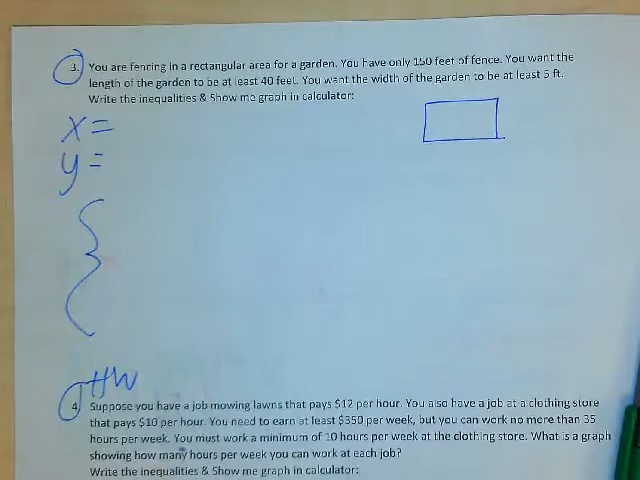 3. You are fencing in a rectangular area for a garden. You have only 150 feet of fence. You want the
length of the garden to be at least 40 feet. You want the width of the garden to be at least 5 ft.
Write the inequalities & Show me graph in calculator:
x=
y=
HW
4. Suppose you have a job mowing lawns that pays $12 per hour. You also have a job at a clothing store
that pays $10 per hour. You need to earn at least $350 per week, but you can work no more than 35
hours per week. You must work a minimum of 10 hours per week at the clothing store. What is a graph
showing how many hours per week you can work at each job?
Write the inequalities & Show me graph in calculator: